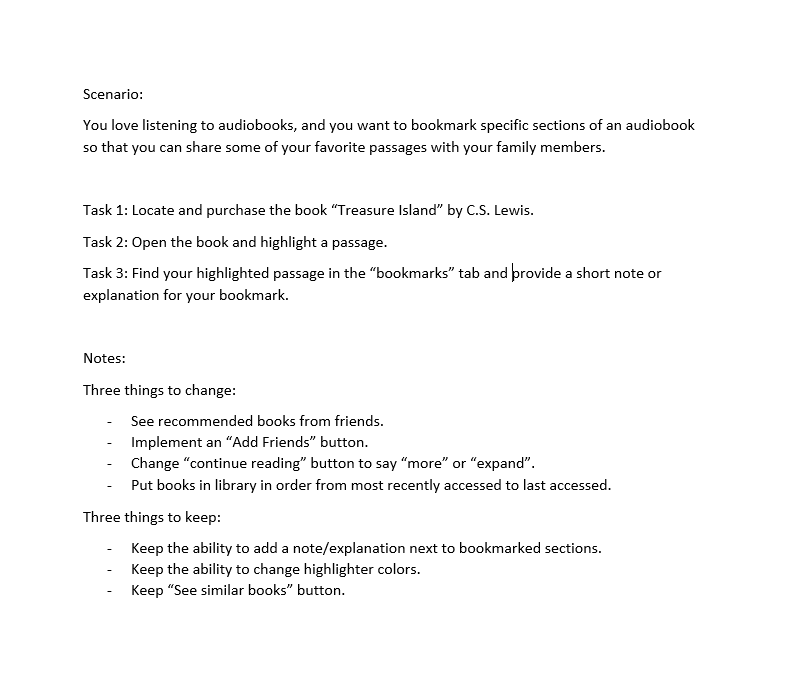 Scenario:
You love listening to audiobooks, and you want to bookmark specific sections of an audiobook
so that you can share some of your favorite passages with your family members.
Task 1: Locate and purchase the book “Treasure Island” by C.S. Lewis.
Task 2: Open the book and highlight a passage.
Task 3: Find your highlighted passage in the “bookmarks” tab and provide a short note or
explanation for your bookmark.
Notes:
Three things to change:
- See recommended books from friends.
- Implement an “Add Friends” button.
- Change “continue reading” button to say “more” or “expand”.
- Put books in library in order from most recently accessed to last accessed.
Three things to keep:
- Keep the ability to add a note/explanation next to bookmarked sections.
- Keep the ability to change highlighter colors.
- Keep “See similar books” button.